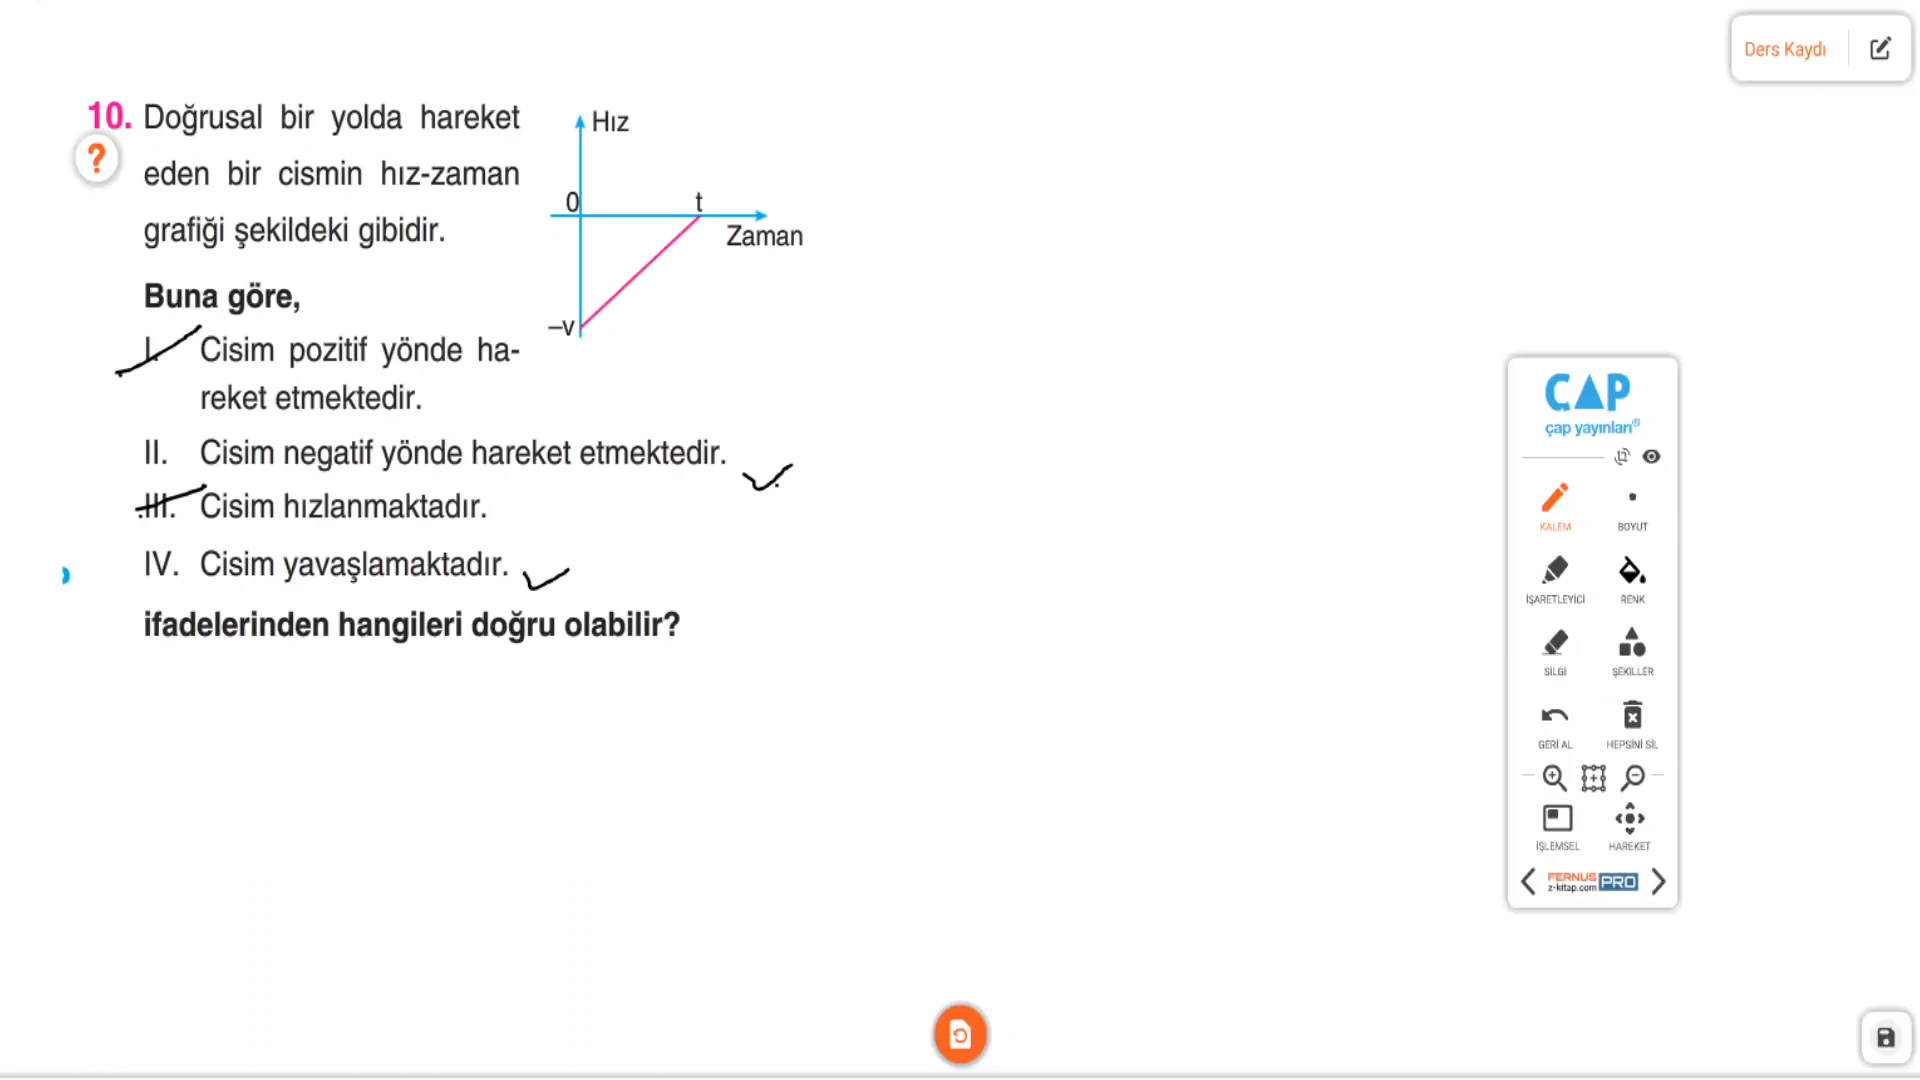 Ders Kaydı
10. Doğrusal bir yolda hareket
eden bir cismin hız-zaman
grafiği şekildeki gibidir.
Hız
0
t
Zaman
–v
Buna göre,
I. Cisim pozitif yönde ha-
reket etmektedir.
II. Cisim negatif yönde hareket etmektedir.
III. Cisim hızlanmaktadır.
IV. Cisim yavaşlamaktadır.
ifadelerinden hangileri doğru olabilir?
?
ÇAP
çap yayınları®
KALEM
BOYUT
İŞARETLEYİCİ
RENK
SİLGİ
ŞEKİLLER
GERİ AL
HEPSİNİ SİL
İŞLEMSEL
HAREKET
FERNUS
z-kitap.com
PRO